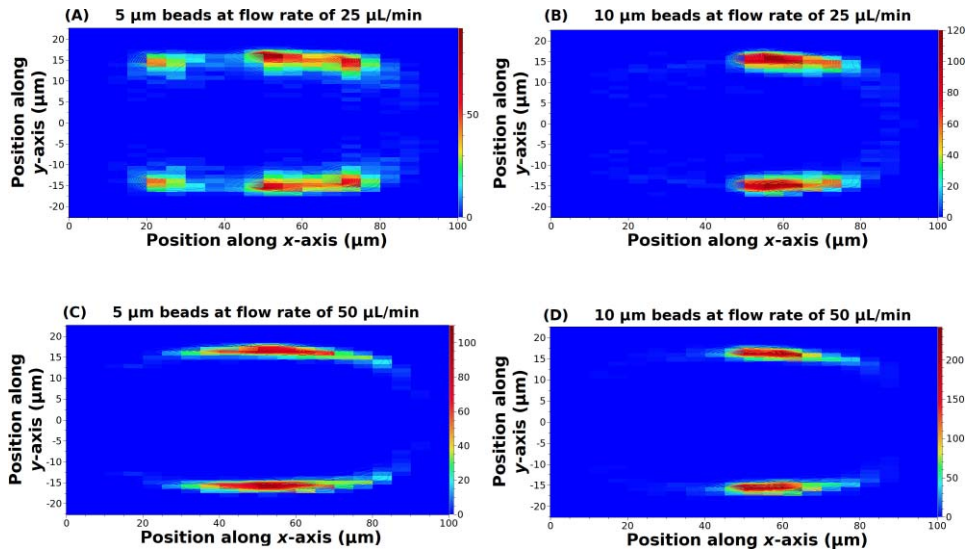 (A) 5 µm beads at flow rate of 25 µL/min
Position along
y-axis (µm)
20
15
10
5
0
-5
-10
-15
-20
0 20 40 60 80 100
Position along x-axis (µm)
50
0
(B) 10 µm beads at flow rate of 25 µL/min
Position along
y-axis (µm)
20
15
10
5
0
-5
-10
-15
-20
0 20 40 60 80 100
Position along x-axis (µm)
120
100
80
60
40
20
0
(C) 5 µm beads at flow rate of 50 µL/min
Position along
y-axis (µm)
20
15
10
5
0
-5
-10
-15
-20
0 20 40 60 80 100
Position along x-axis (µm)
100
80
60
40
20
0
(D) 10 µm beads at flow rate of 50 µL/min
Position along
y-axis (µm)
20
15
10
5
0
-5
-10
-15
-20
0 20 40 60 80 100
Position along x-axis (µm)
200
150
100
50
0